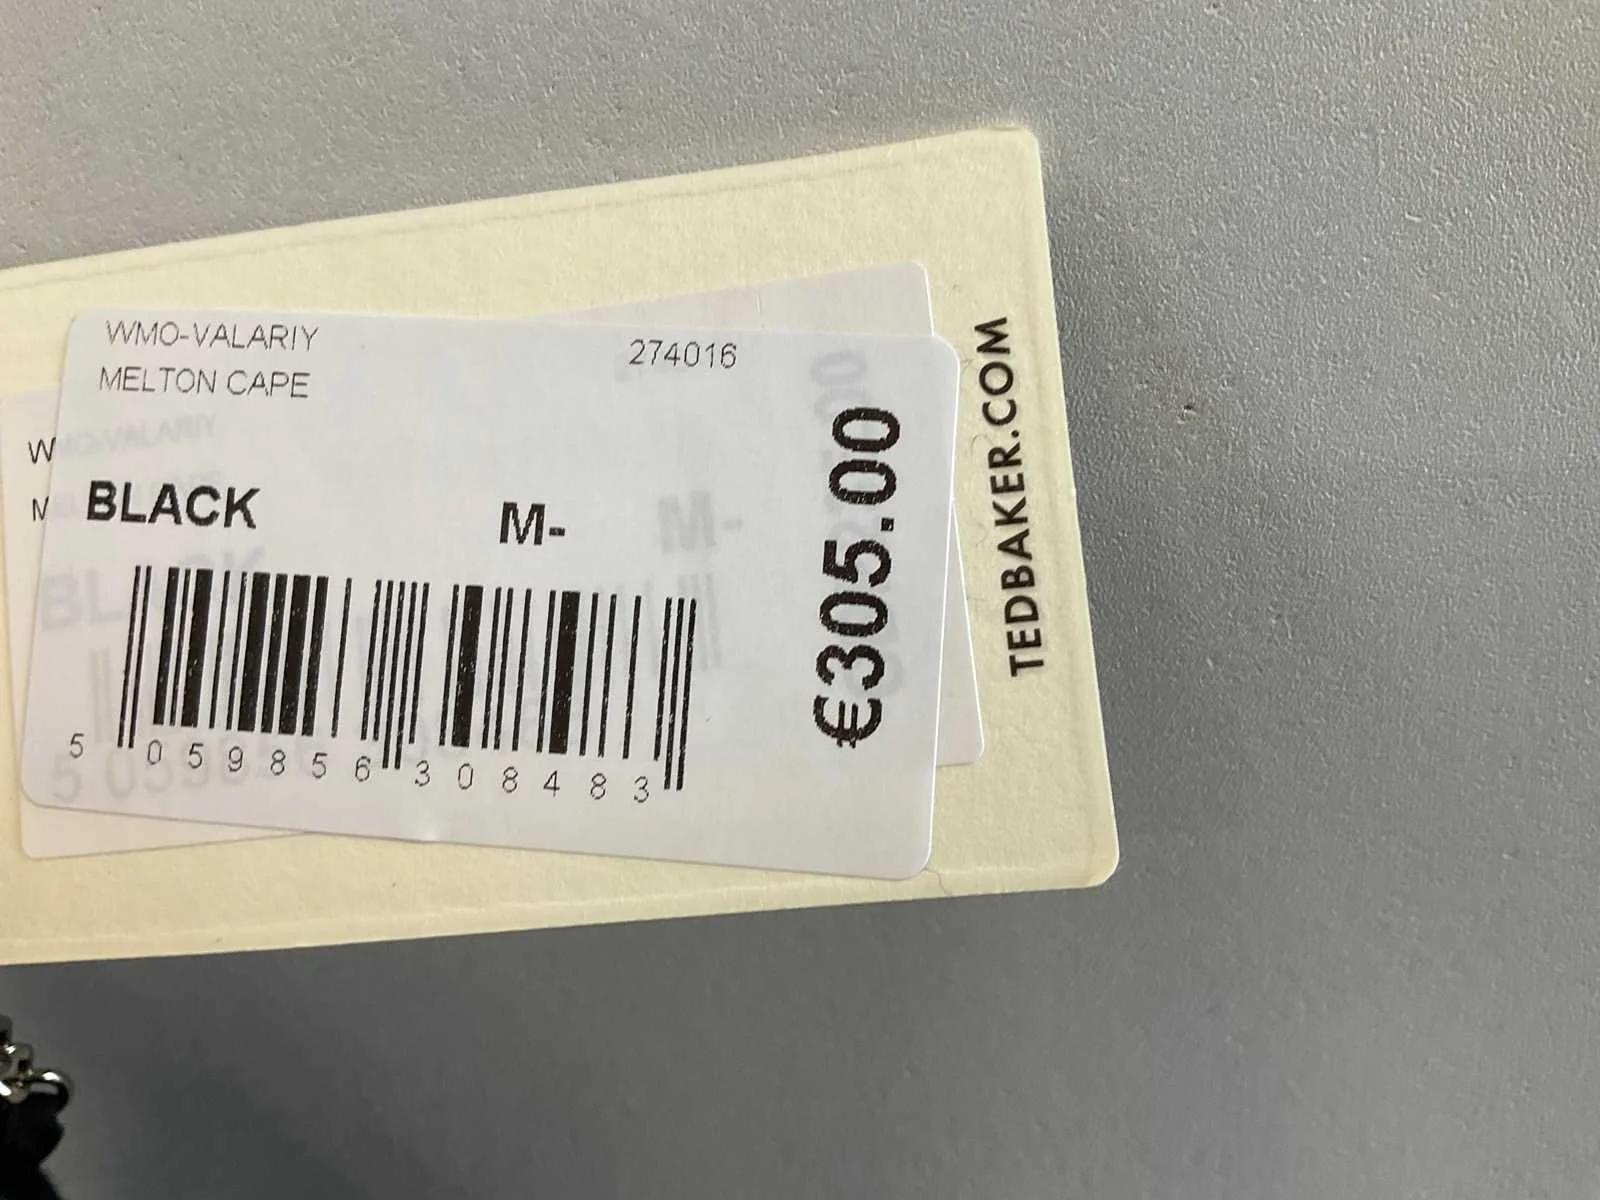 WMO-VALARIY
274016
MELTON CAPE
BLACK
M-
€305.00
5 059856 308483
TEDBAKER.COM
W
M